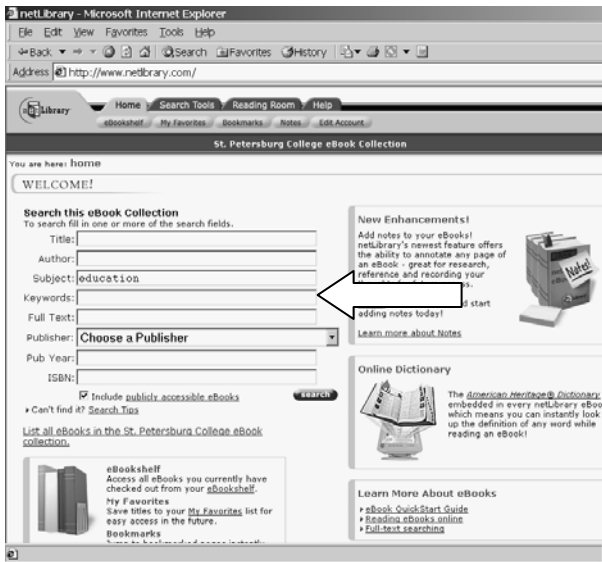 netLibrary - Microsoft Internet Explorer
File Edit View Favorites Tools Help
Back Search Favorites History
Address http://www.netlibrary.com/
netLibrary
Home Search Tools Reading Room Help
eBookshelf My Favorites Bookmarks Notes Edit Account
St. Petersburg College eBook Collection
You are here: home
WELCOME!
Search this eBook Collection
To search fill in one or more of the search fields.
Title:
Author:
Subject: education
Keywords:
Full Text:
Publisher: Choose a Publisher
Pub Year:
ISBN:
Include publicly accessible eBooks search
Can't find it? Search Tips
List all eBooks in the St. Petersburg College eBook
collection.
eBookshelf
Access all eBooks you currently have
checked out from your eBookshelf.
My Favorites
Save titles to your My Favorites list for
easy access in the future.
Bookmarks
Jump to bookmarked pages instantly
New Enhancements!
Add notes to your eBooks!
netLibrary's newest feature offers
the ability to annotate any page of
an eBook - great for research,
reference and recording your
start
adding notes today!
Learn more about Notes
Notes!
Online Dictionary
The American Heritage® Dictionary
embedded in every netLibrary eBoo
which means you can instantly look
up the definition of any word while
reading an eBook!
Learn More About eBooks
eBook QuickStart Guide
Reading eBooks online
Full-text searching